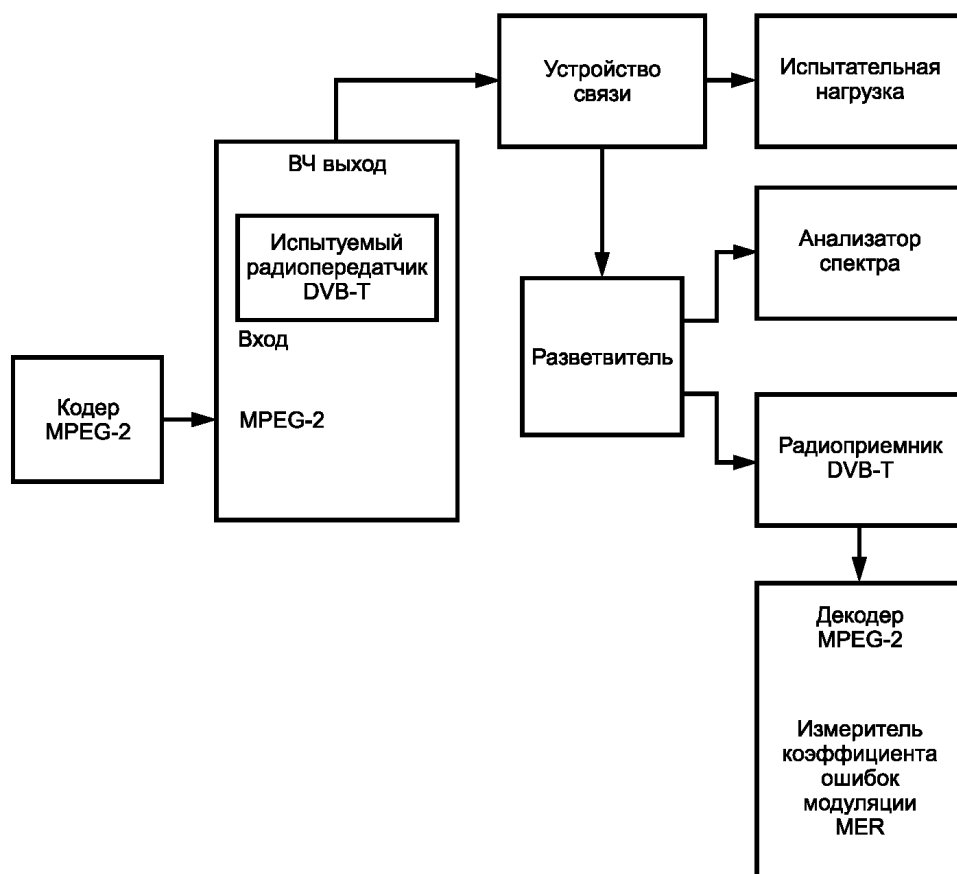 Устройство
связи
Испытательная
нагрузка
ВЧ выход
Испытуемый
радиопередатчик
DVB-T
Вход
MPEG-2
Кодер
MPEG-2
Разветвитель
Анализатор
спектра
Радиоприемник
DVB-T
Декодер
MPEG-2
Измеритель
коэффициента
ошибок
модуляции
MER